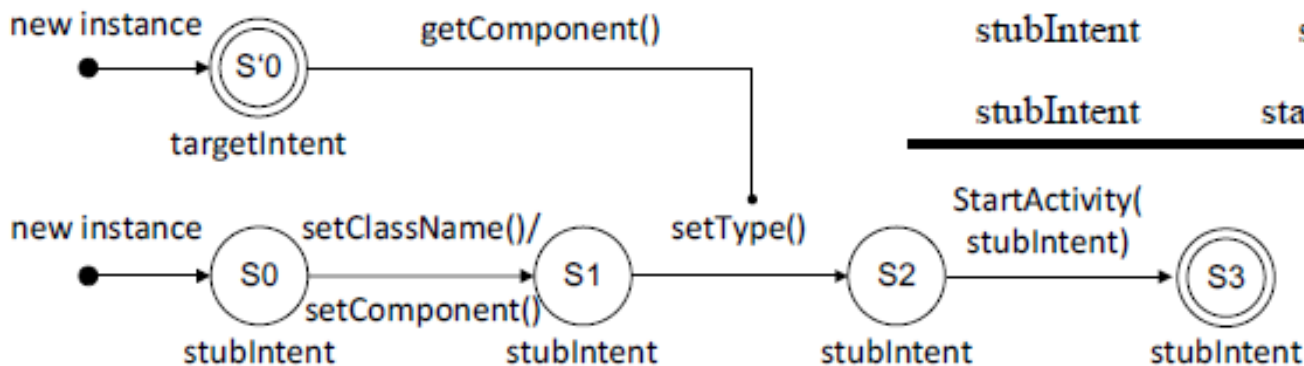 new instance
getComponent()
stubIntent
S'0
targetIntent
stubIntent
new instance
setClassName()/
setType()
StartActivity(
stubIntent)
S0
S1
S2
S3
setComponent()
stubIntent
stubIntent
stubIntent
stubIntent